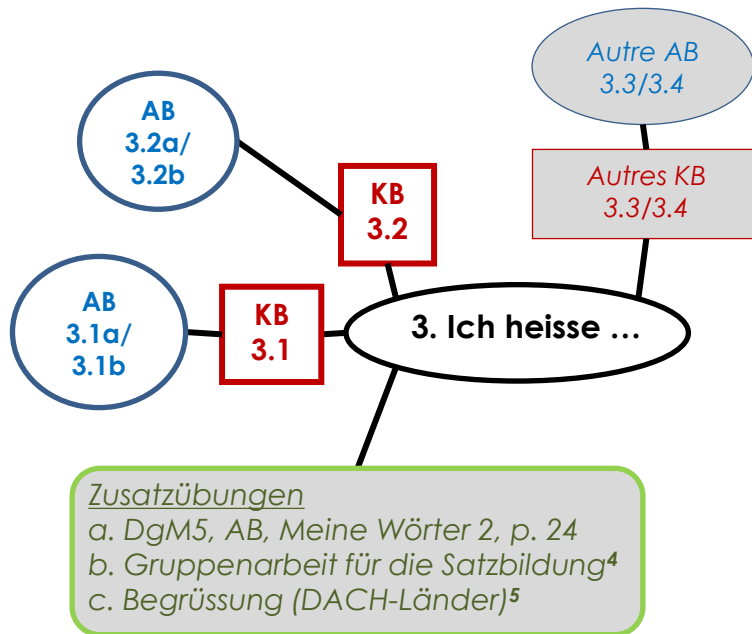 Autre AB
3.3/3.4
AB
3.2a/
3.2b
Autres KB
3.3/3.4
KB
3.2
AB
3.1a/
3.1b
KB
3.1
3. Ich heisse ...
Zusatzübungen
a. DgM5, AB, Meine Wörter 2, p. 24
b. Gruppenarbeit für die Satzbildung⁴
c. Begrüssung (DACH-Länder)⁵